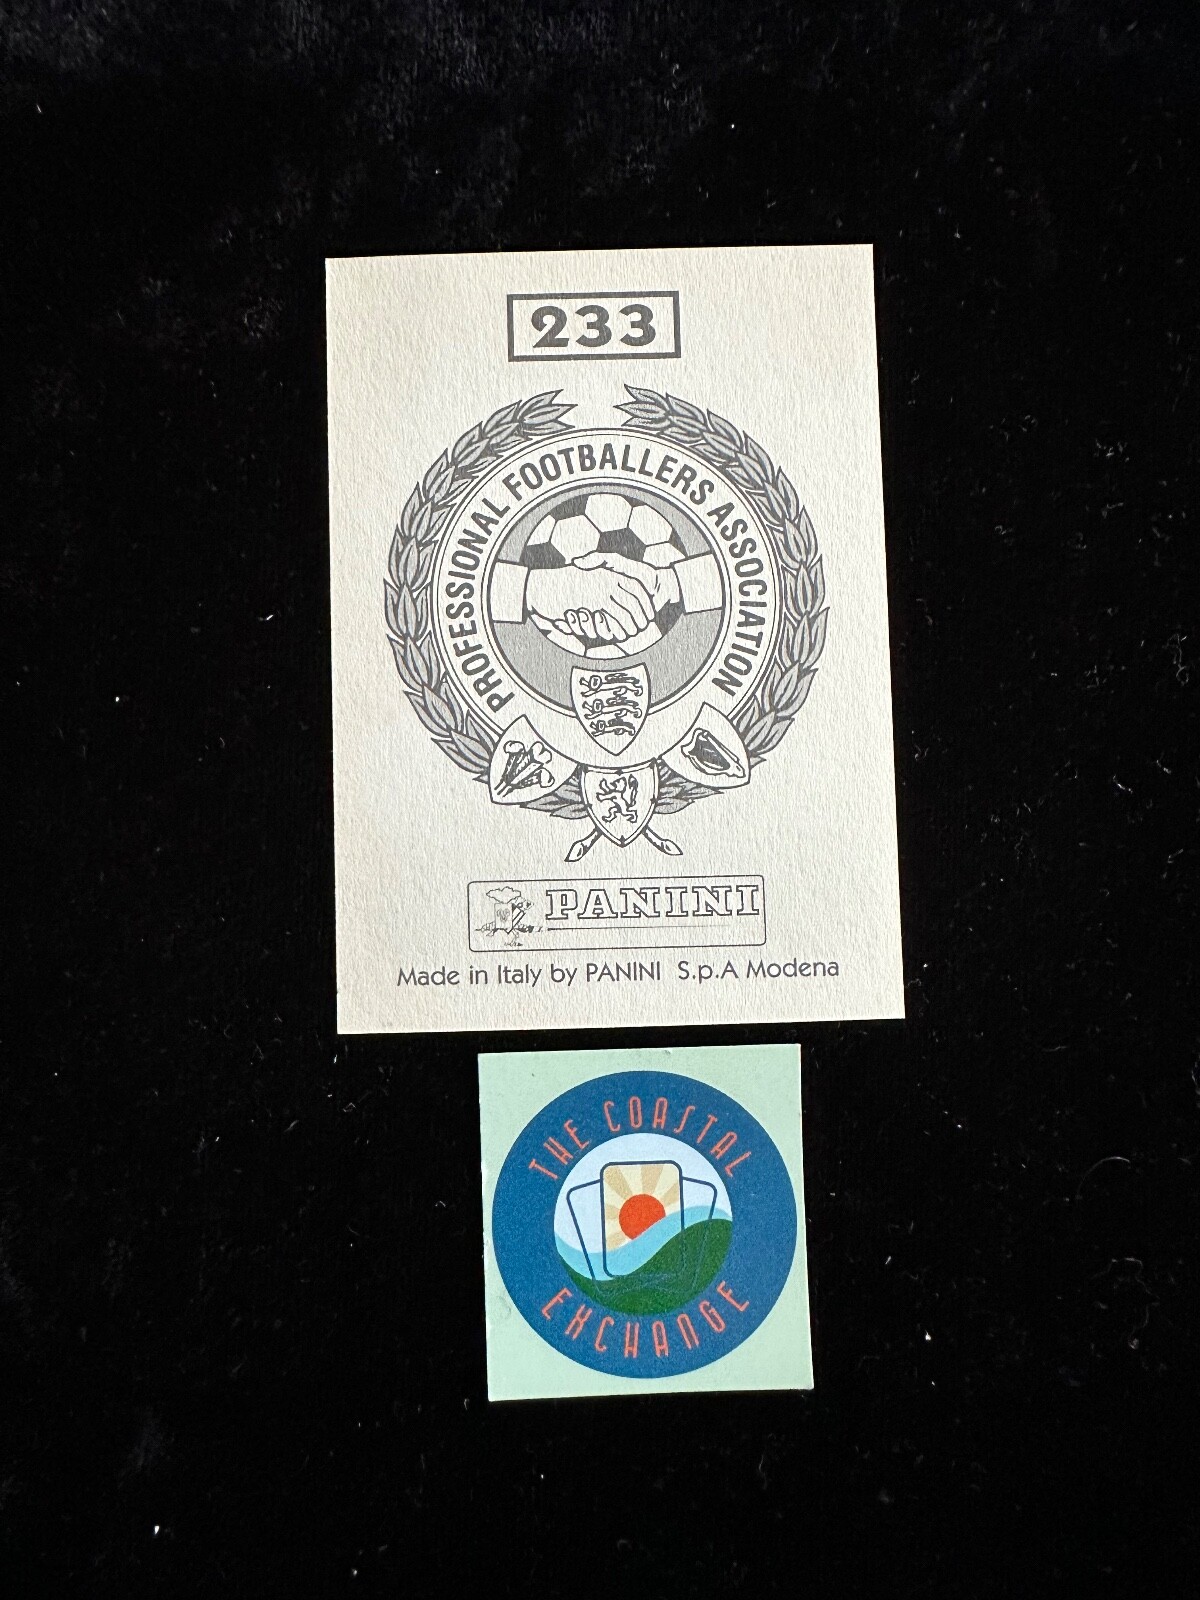 233
PROFESSIONAL FOOTBALLERS ASSOCIATION
PANINI
Made in Italy by PANINI S.p.A Modena
THE COASTAL
EXCHANGE